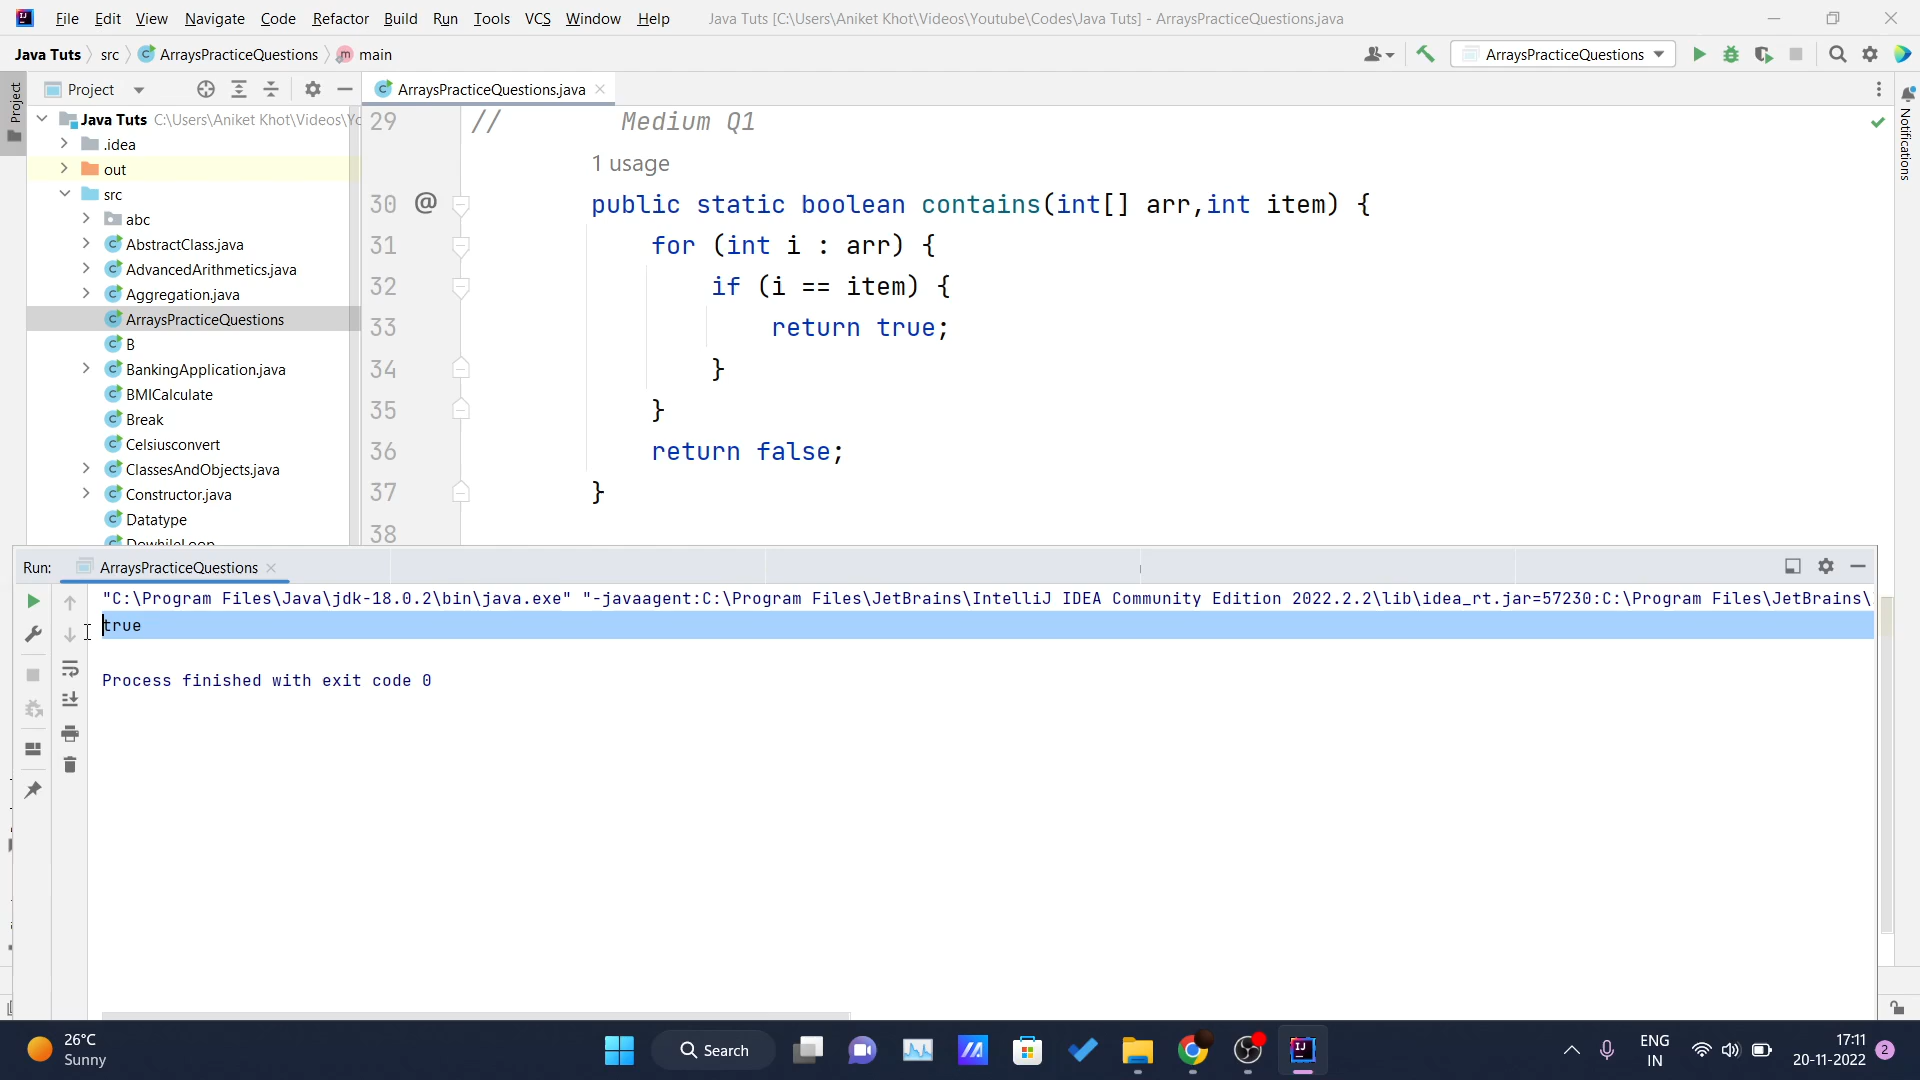 File Edit View Navigate Code Refactor Build Run Tools VCS Window Help Java Tuts [C:\Users\Aniket Khot\Videos\Youtube\Codes\Java Tuts] - ArraysPracticeQuestions.java
Java Tuts src ArraysPracticeQuestions main ArraysPracticeQuestions
Project
Project
ArraysPracticeQuestions.java
Notifications
Java Tuts C:\Users\Aniket Khot\Videos\Yo
.idea
out
src
abc
AbstractClass.java
AdvancedArithmetics.java
Aggregation.java
ArraysPracticeQuestions
B
BankingApplication.java
BMICalculate
Break
Celsiusconvert
ClassesAndObjects.java
Constructor.java
Datatype
DowhileLoop
29 // Medium Q1
1 usage
30 @ public static boolean contains(int[] arr,int item) {
31 for (int i : arr) {
32 if (i == item) {
33 return true;
34 }
35 }
36 return false;
37 }
38
Run: ArraysPracticeQuestions
"C:\Program Files\Java\jdk-18.0.2\bin\java.exe" "-javaagent:C:\Program Files\JetBrains\IntelliJ IDEA Community Edition 2022.2.2\lib\idea_rt.jar=57230:C:\Program Files\JetBrains\
true
Process finished with exit code 0
26°C
Sunny
Search
ENG
IN
17:11
20-11-2022
2